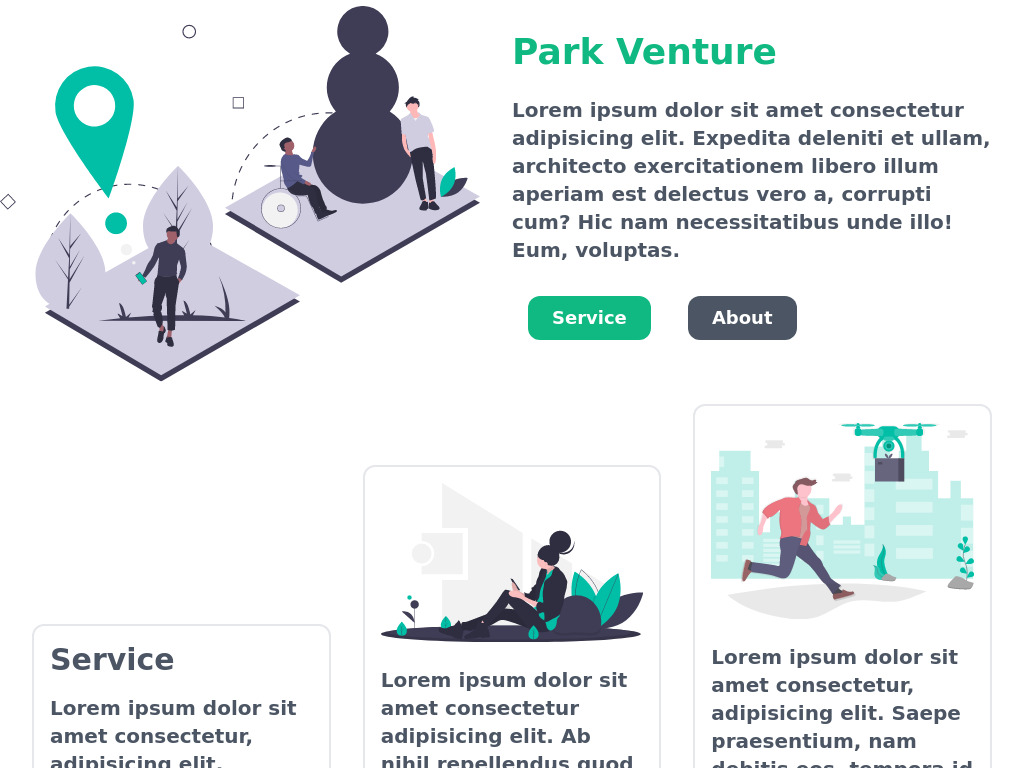 Park Venture
Lorem ipsum dolor sit amet consectetur
adipisicing elit. Expedita deleniti et ullam,
architecto exercitationem libero illum
aperiam est delectus vero a, corrupti
cum? Hic nam necessitatibus unde illo!
Eum, voluptas.
Service
About
Service
Lorem ipsum dolor sit
amet consectetur,
adipisicing elit.
Lorem ipsum dolor sit
amet consectetur
adipisicing elit. Ab
nihil repellendus quod
Lorem ipsum dolor sit
amet consectetur,
adipisicing elit. Saepe
praesentium, nam
debitis eos, tempora id